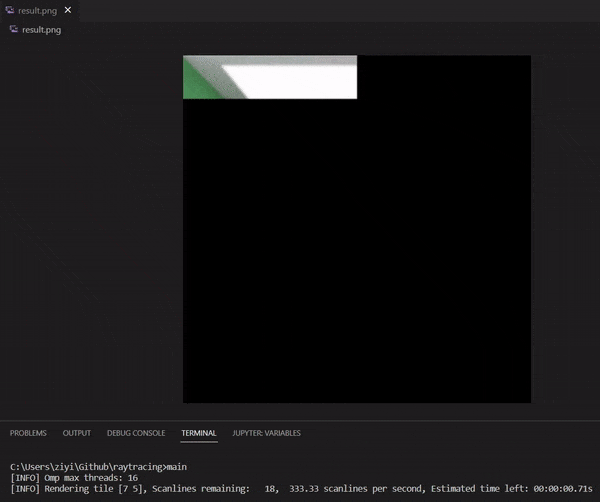 result.png
result.png
PROBLEMS OUTPUT DEBUG CONSOLE TERMINAL JUPYTER: VARIABLES
C:\Users\ziyi\Github\raytracing>main
[INFO] Omp max threads: 16
[INFO] Rendering tile [7 5], Scanlines remaining:   18,  333.33 scanlines per second, Estimated time left: 00:00:00.71s